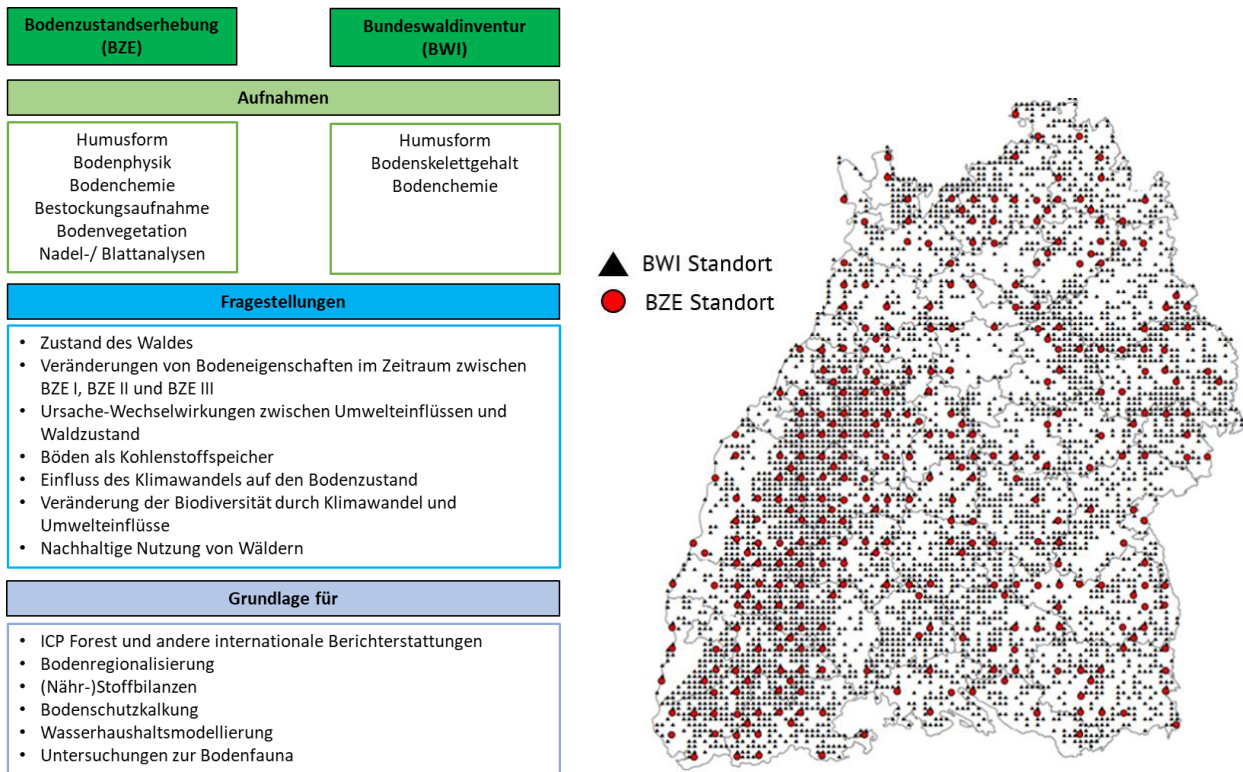 Bodenzustandserhebung
(BZE)
Bundeswaldinventur
(BWI)
Aufnahmen
Humusform
Bodenphysik
Bodenchemie
Bestockungsaufnahme
Bodenvegetation
Nadel-/ Blattanalysen
Humusform
Bodenskelettgehalt
Bodenchemie
Fragestellungen
• Zustand des Waldes
• Veränderungen von Bodeneigenschaften im Zeitraum zwischen
BZE I, BZE II und BZE III
• Ursache-Wechselwirkungen zwischen Umwelteinflüssen und
Waldzustand
• Böden als Kohlenstoffspeicher
• Einfluss des Klimawandels auf den Bodenzustand
• Veränderung der Biodiversität durch Klimawandel und
Umwelteinflüsse
• Nachhaltige Nutzung von Wäldern
Grundlage für
• ICP Forest und andere internationale Berichterstattungen
• Bodenregionalisierung
• (Nähr-)Stoffbilanzen
• Bodenschutzkalkung
• Wasserhaushaltsmodellierung
• Untersuchungen zur Bodenfauna
BWI Standort
BZE Standort